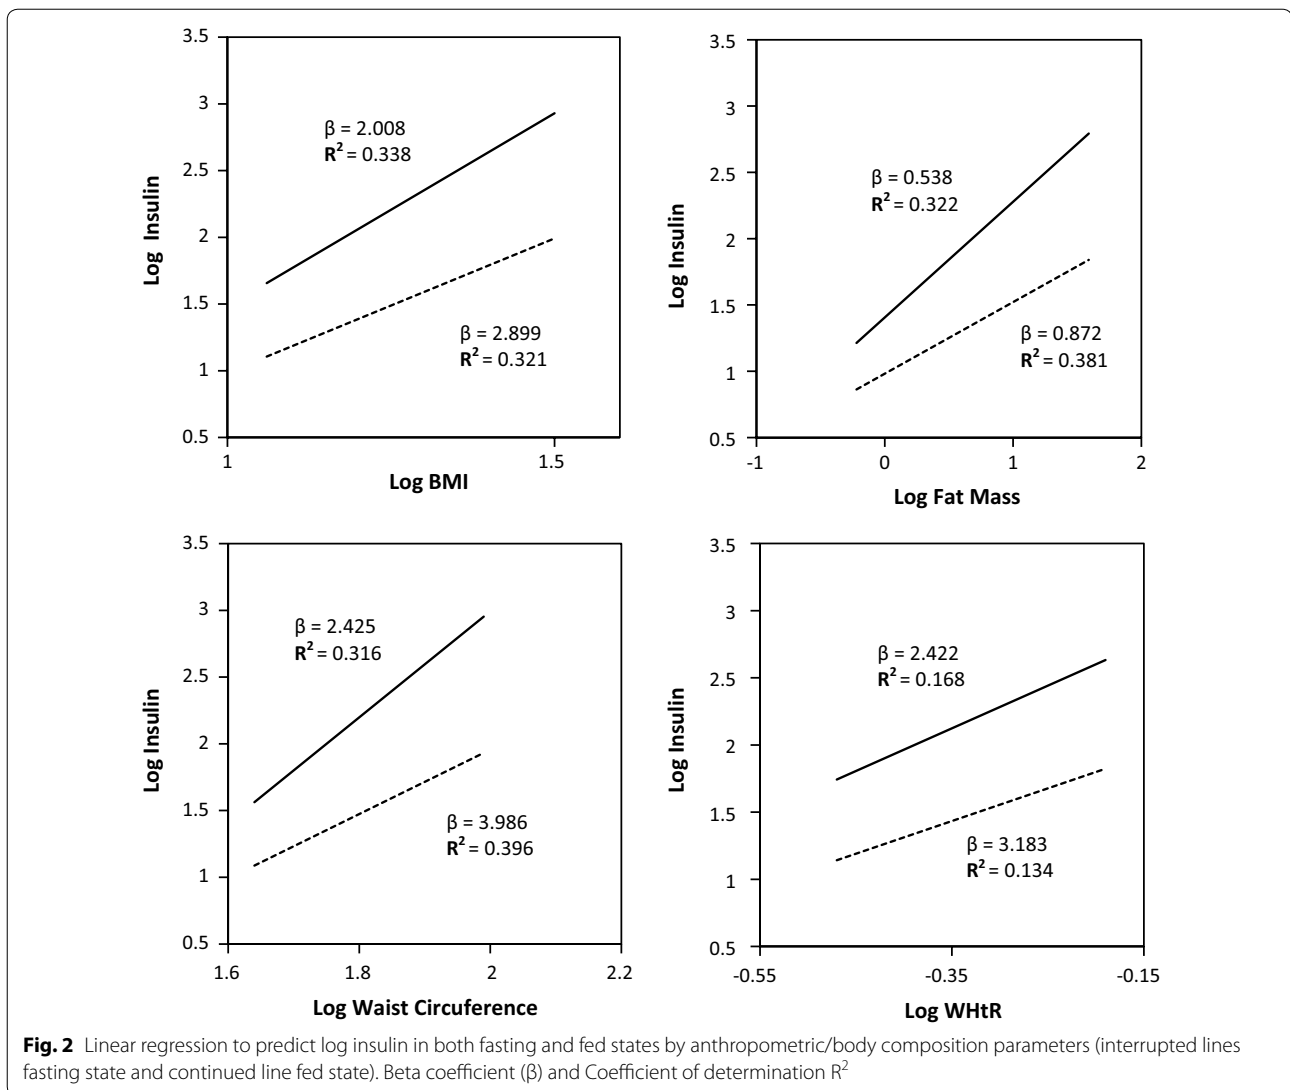 3.5
3
2.5
2
1.5
1
0.5
Log Insulin
β = 2.008
R² = 0.338
β = 2.899
R² = 0.321
1
1.5
Log BMI
3.5
3
2.5
2
1.5
1
0.5
Log Insulin
β = 0.538
R² = 0.322
β = 0.872
R² = 0.381
-1
0
1
2
Log Fat Mass
3.5
3
2.5
2
1.5
1
0.5
Log Insulin
β = 2.425
R² = 0.316
β = 3.986
R² = 0.396
1.6
1.8
2
2.2
Log Waist Circuference
3.5
3
2.5
2
1.5
1
0.5
Log Insulin
β = 2.422
R² = 0.168
β = 3.183
R² = 0.134
-0.55
-0.35
-0.15
Log WHtR
Fig. 2 Linear regression to predict log insulin in both fasting and fed states by anthropometric/body composition parameters (interrupted lines
fasting state and continued line fed state). Beta coefficient (β) and Coefficient of determination R²